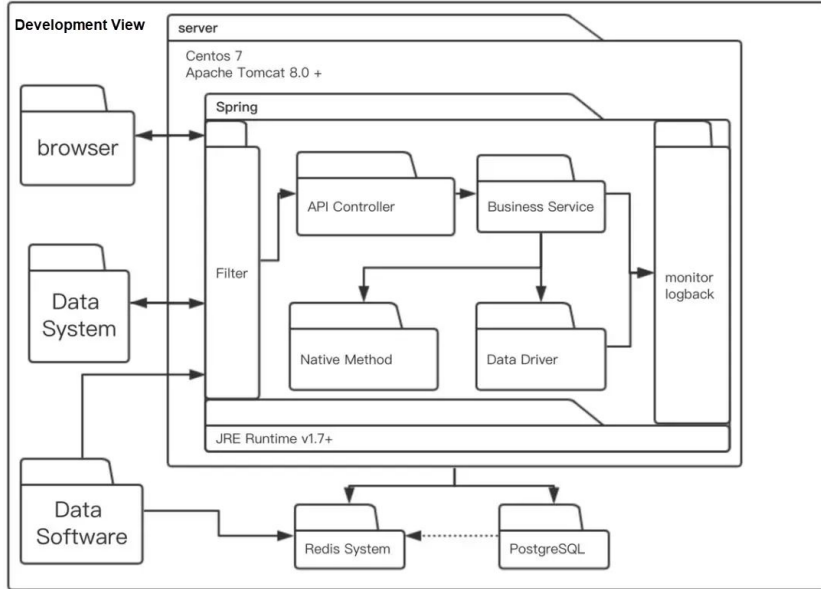 Development View
server
Centos 7
Apache Tomcat 8.0 +
Spring
browser
API Controller
Business Service
Filter
monitor
logback
Data
System
Native Method
Data Driver
JRE Runtime v1.7+
Data
Software
Redis System
PostgreSQL